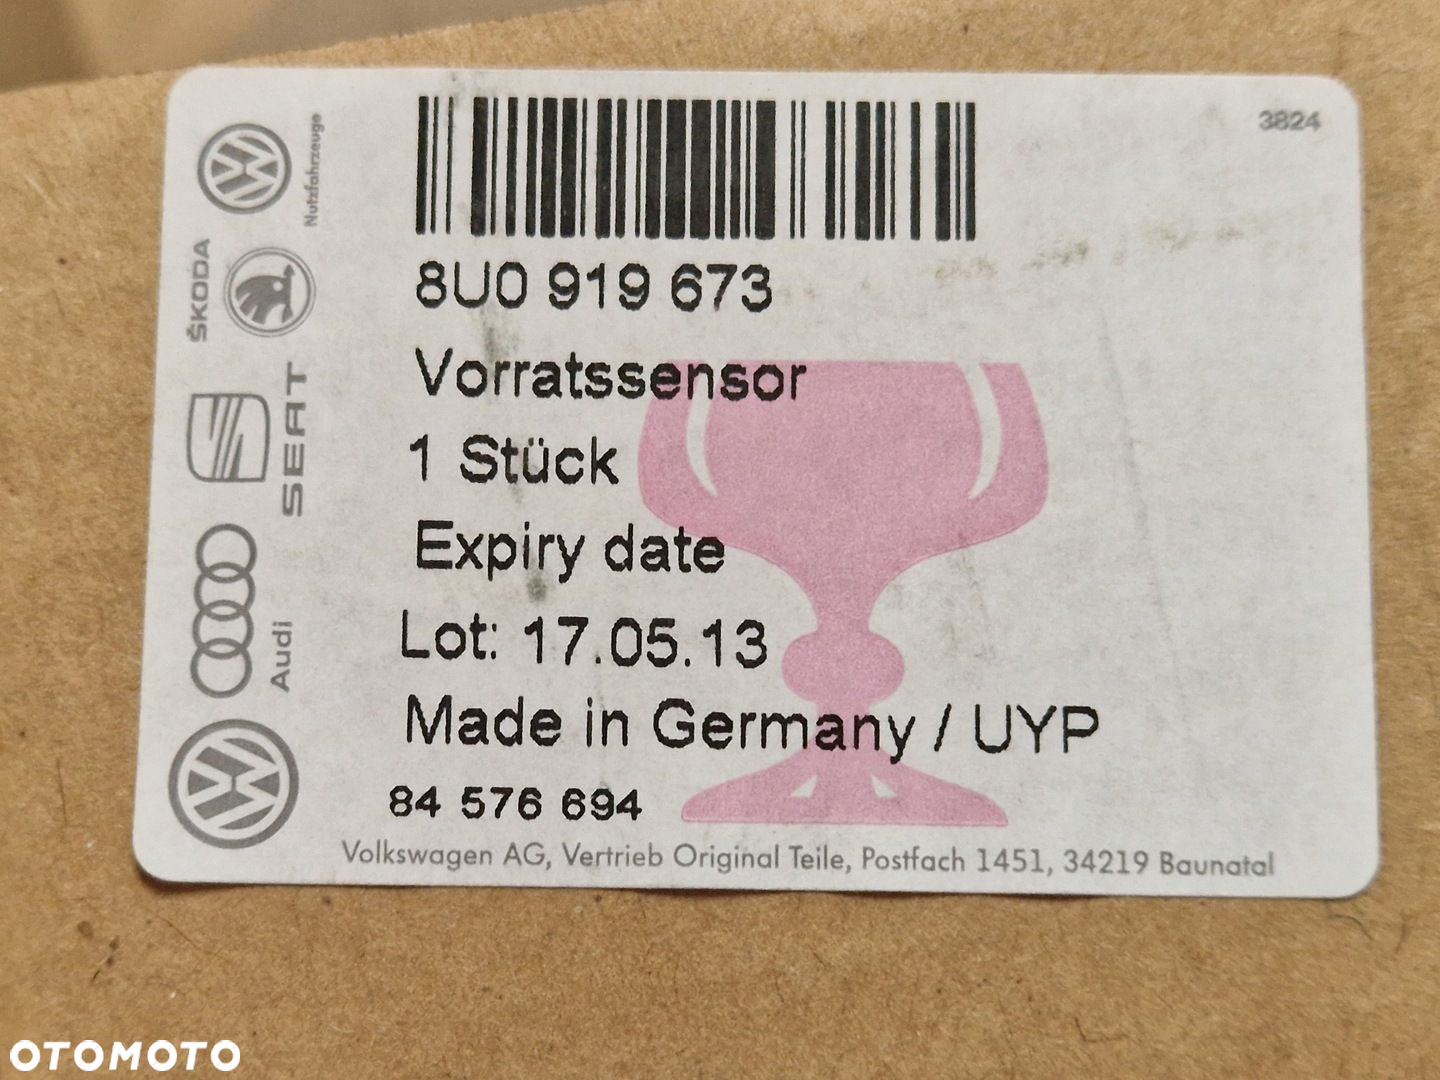 3824
Nutzfahrzeuge
ŠKODA
SEAT
Audi
8U0 919 673
Vorratssensor
1 Stück
Expiry date
Lot: 17.05.13
Made in Germany / UYP
84 576 694
Volkswagen AG, Vertrieb Original Teile, Postfach 1451, 34219 Baunatal
OTOMOTO